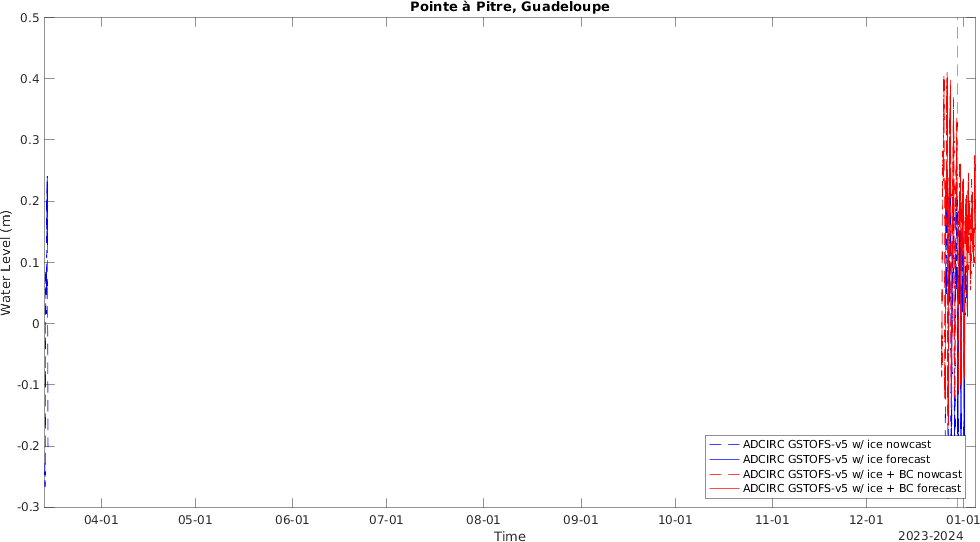 Pointe à Pitre, Guadeloupe
0.5
0.4
0.3
0.2
0.1
0
-0.1
-0.2
-0.3
Water Level (m)
ADCIRC GSTOFS-v5 w/ ice nowcast
ADCIRC GSTOFS-v5 w/ ice forecast
ADCIRC GSTOFS-v5 w/ ice + BC nowcast
ADCIRC GSTOFS-v5 w/ ice + BC forecast
04-01 05-01 06-01 07-01 08-01 09-01 10-01 11-01 12-01 01-01
Time
2023-2024